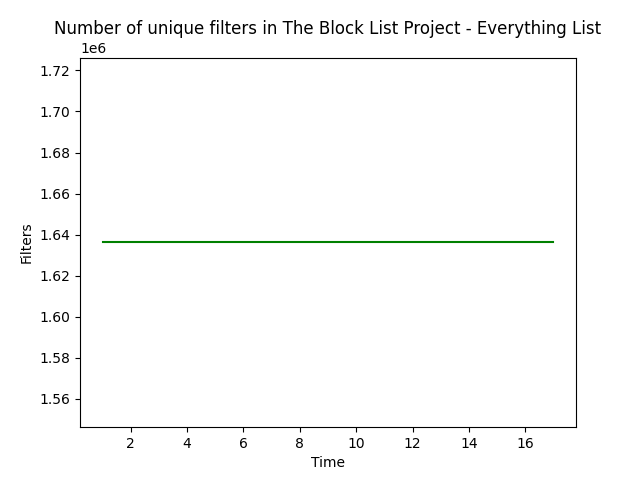 Number of unique filters in The Block List Project - Everything List
1e6
1.72
1.70
1.68
1.66
1.64
1.62
1.60
1.58
1.56
Filters
2 4 6 8 10 12 14 16
Time